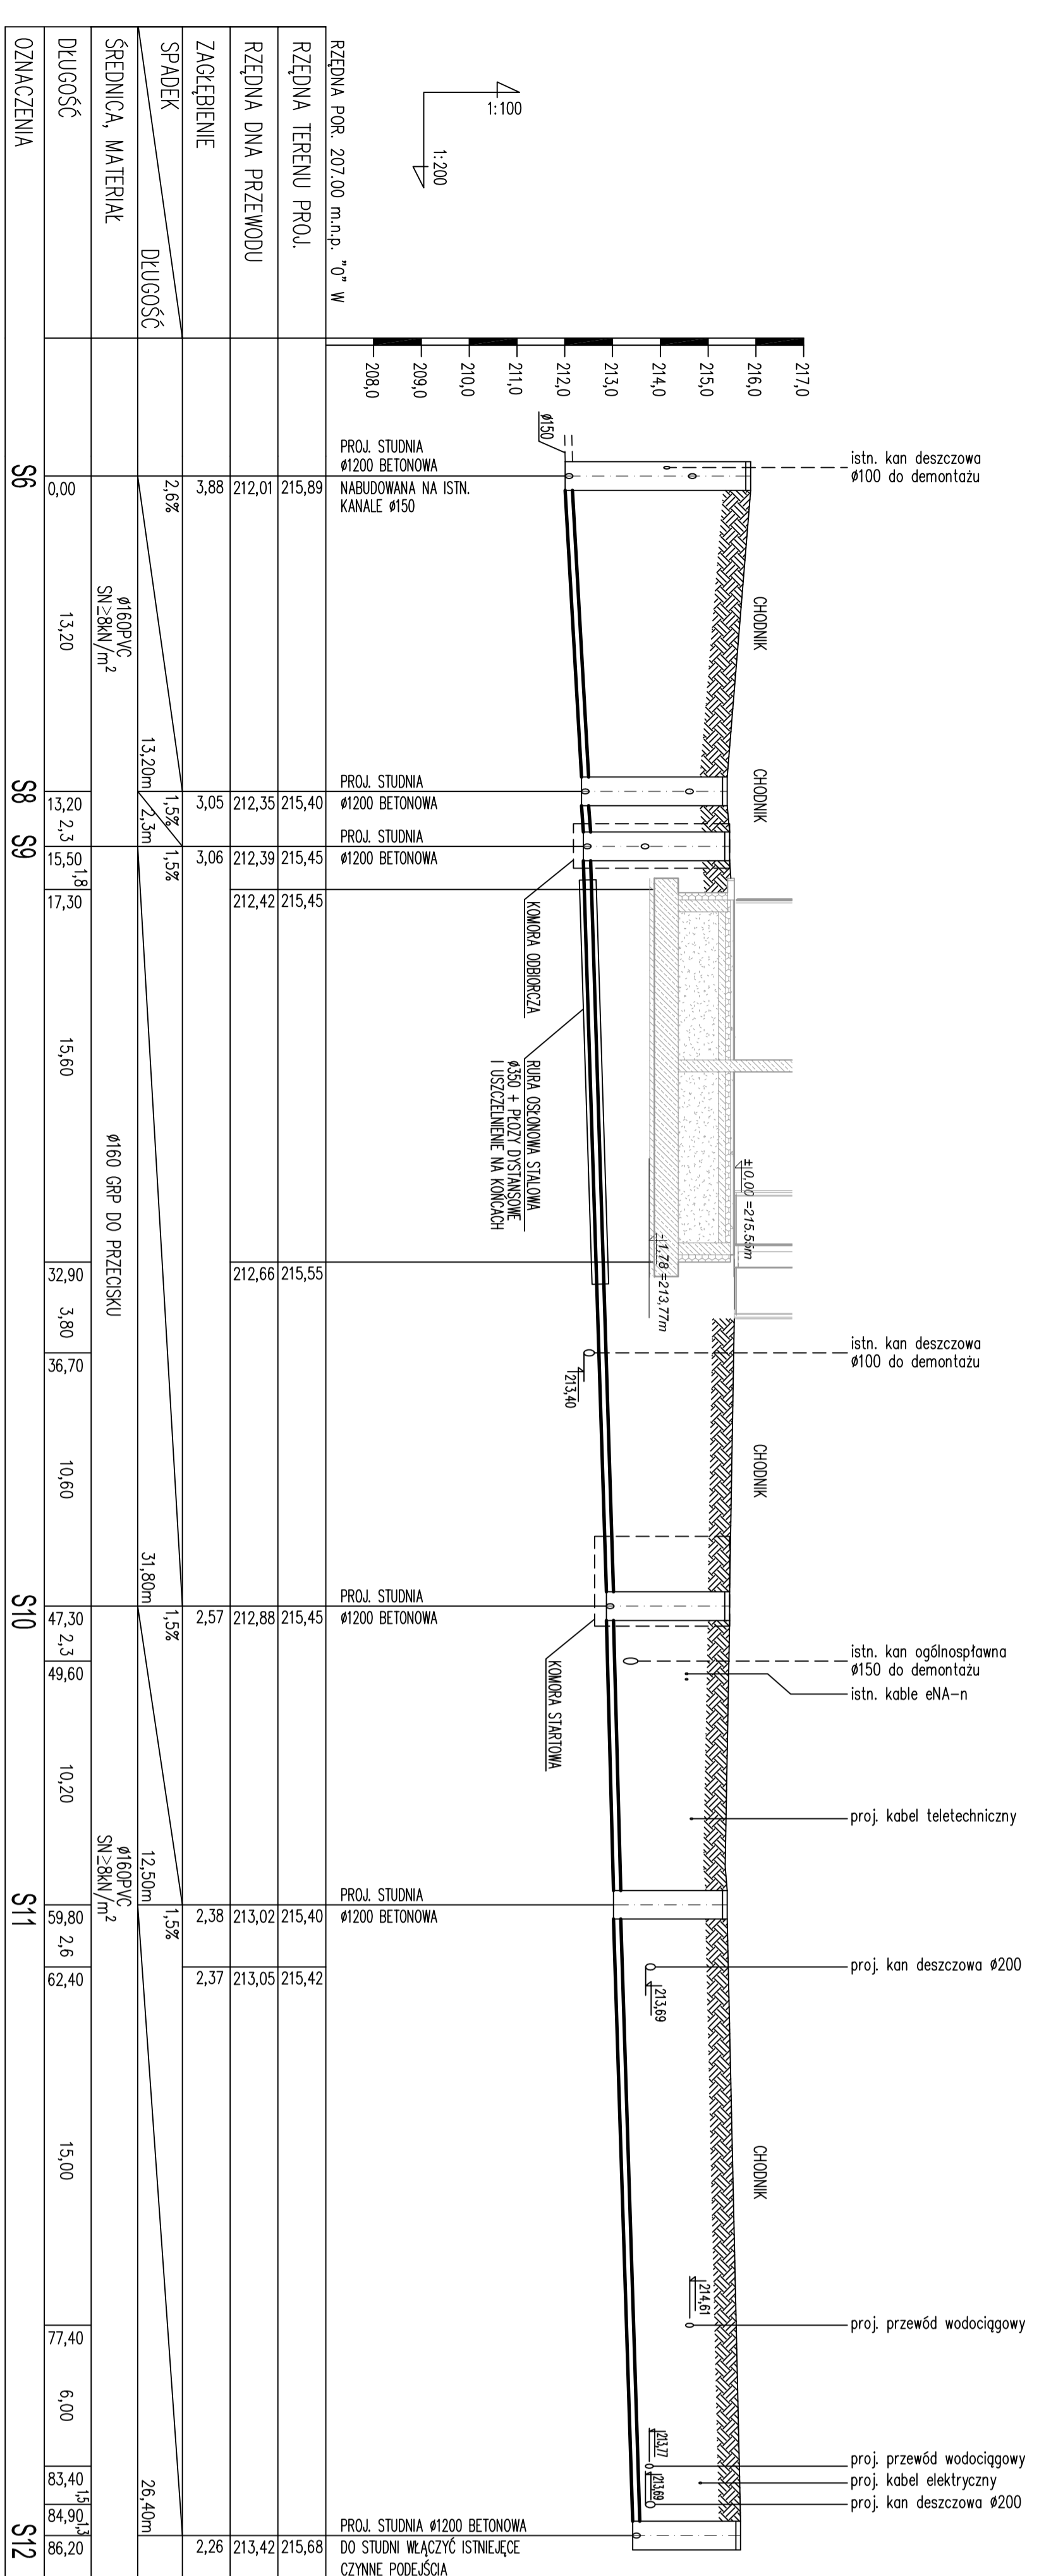 istn. kan deszczowa
ø100 do demontażu
istn. kan deszczowa
ø100 do demontażu
istn. kan ogólnospławna
ø150 do demontażu
istn. kable eNA-n
proj. kabel teletechniczny
proj. kan deszczowa ø200
proj. przewód wodociągowy
proj. przewód wodociągowy
proj. kabel elektryczny
proj. kan deszczowa ø200
CHODNIK
CHODNIK
CHODNIK
CHODNIK
1:100
1:200
217,0
216,0
215,0
214,0
213,0
212,0
211,0
210,0
209,0
208,0
±0,00 =215.55m
-1,78 =213,77m
213,40
213,69
214,61
213,77
213,69
ø150
KOMORA ODBIORCZA
RURA OSŁONOWA STALOWA
ø350 + PŁOZY DYSTANSOWE
I USZCZELNIENIE NA KOŃCACH
KOMORA STARTOWA
PROJ. STUDNIA
ø1200 BETONOWA
NABUDOWANA NA ISTN.
KANALE ø150
PROJ. STUDNIA
ø1200 BETONOWA
PROJ. STUDNIA
ø1200 BETONOWA
PROJ. STUDNIA
ø1200 BETONOWA
PROJ. STUDNIA
ø1200 BETONOWA
PROJ. STUDNIA ø1200 BETONOWA
DO STUDNI WŁĄCZYĆ ISTNIEJĘCE
CZYNNE PODEJŚCIA
RZĘDNA POR. 207.00 m.n.p. "0" W
RZĘDNA TERENU PROJ.
215,89 215,40 215,45 215,45 215,55 215,45 215,40 215,42 215,68
RZĘDNA DNA PRZEWODU
212,01 212,35 212,39 212,42 212,66 212,88 213,02 213,05 213,42
ZAGŁĘBIENIE
3,88 3,05 3,06 2,57 2,38 2,37 2,26
SPADEK
DŁUGOŚĆ
2,6% 13,20m
1,5% 2,3m
1,5% 31,80m
1,5% 12,50m
1,5% 26,40m
ŚREDNICA, MATERIAŁ
ø160PVC
SN≥8kN/m²
ø160 GRP DO PRZECISKU
ø160PVC
SN≥8kN/m²
DŁUGOŚĆ
0,00 13,20 13,20 2,3 15,50 1,8 17,30 15,60 32,90 3,80 36,70 10,60 47,30 2,3 49,60 10,20 59,80 2,6 62,40 15,00 77,40 6,00 83,40 1,5 84,90 1,3 86,20
OZNACZENIA
S6 S8 S9 S10 S11 S12